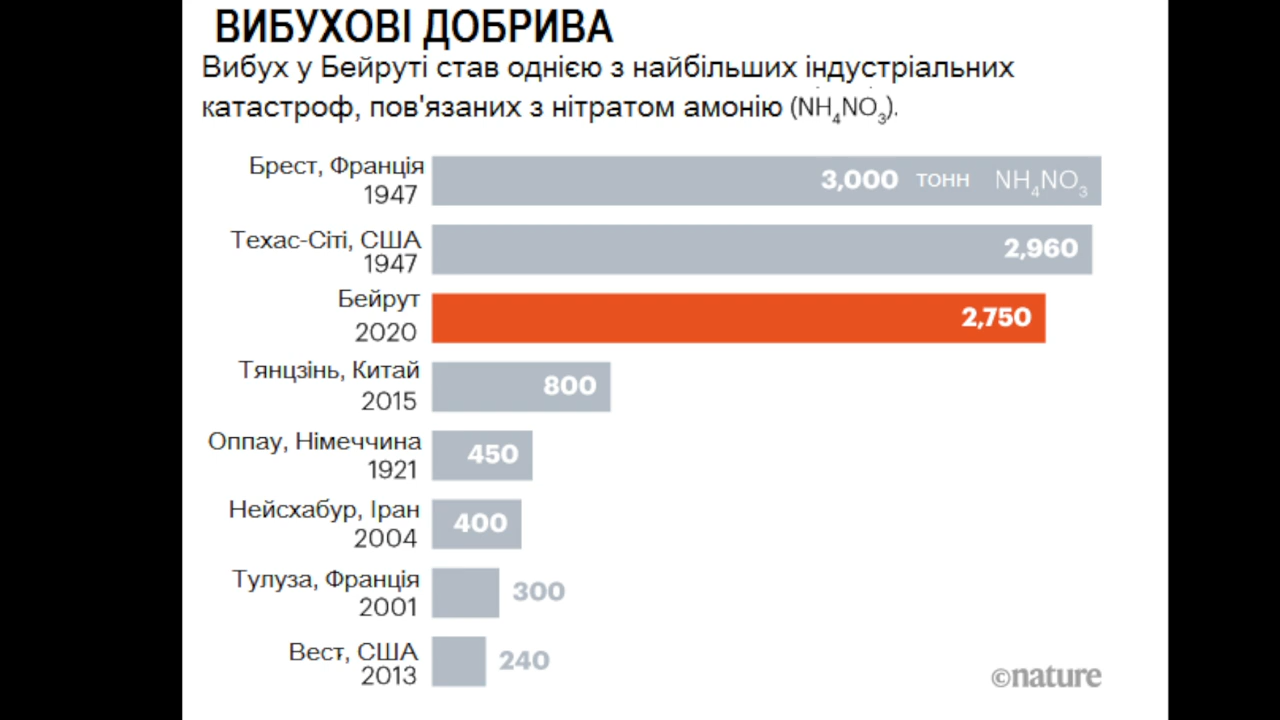 ВИБУХОВІ ДОБРИВА
Вибух у Бейруті став однією з найбільших індустріальних
катастроф, пов'язаних з нітратом амонію (NH₄NO₃).
Брест, Франція
1947
3,000 тонн NH₄NO₃
Техас-Сіті, США
1947
2,960
Бейрут
2020
2,750
Тянцзінь, Китай
2015
800
Оппау, Німеччина
1921
450
Нейсхабур, Іран
2004
400
Тулуза, Франція
2001
300
Вест, США
2013
240
©nature